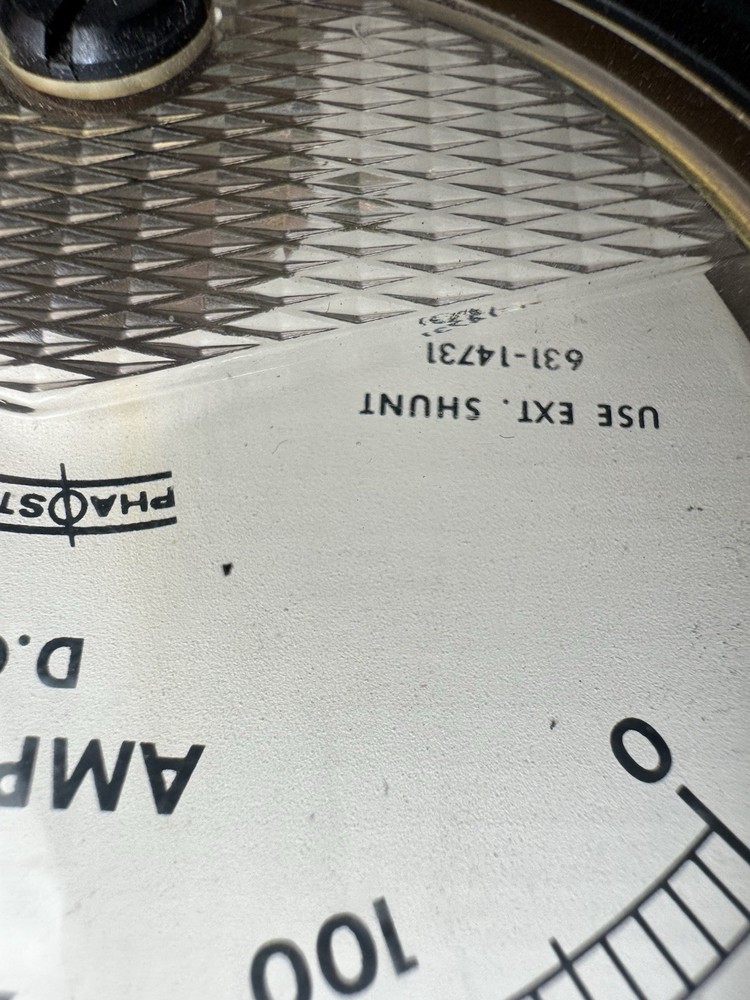 100
0
AMP
D.C
PHAOST
USE EXT. SHUNT
631-14731